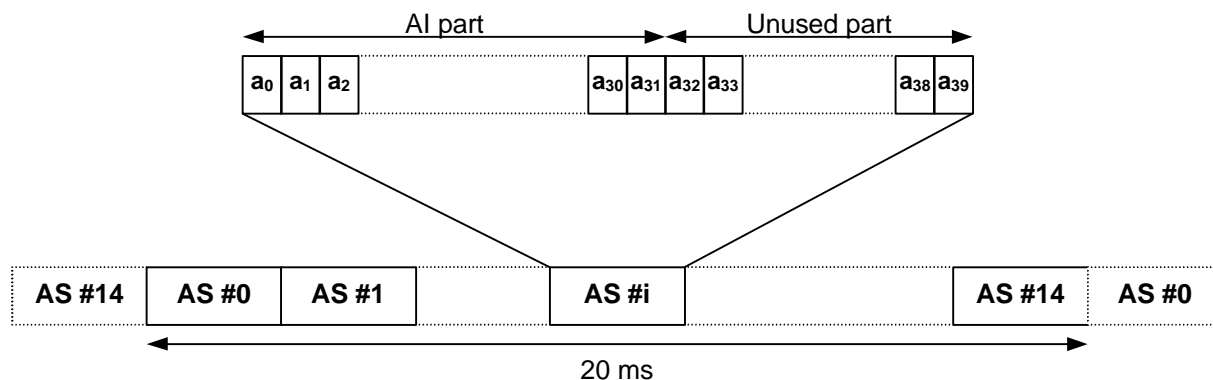 AI part Unused part
a0 a1 a2 a30 a31 a32 a33 a38 a39
AS #14 AS #0 AS #1 AS #i AS #14 AS #0
20 ms